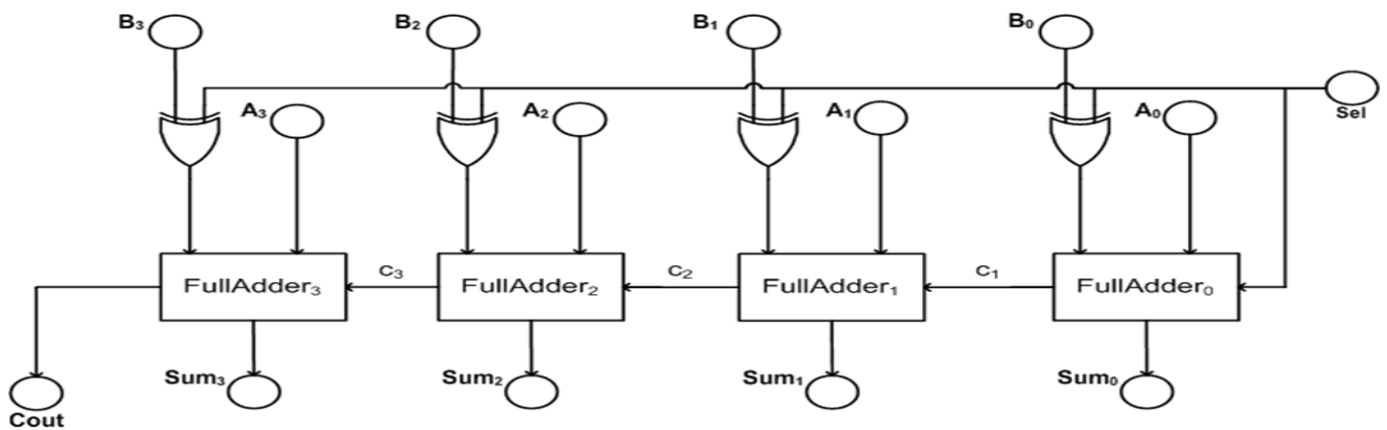 B₃ B₂ B₁ B₀
A₃ A₂ A₁ A₀ Sel
C₃ C₂ C₁
FullAdder₃ FullAdder₂ FullAdder₁ FullAdder₀
Sum₃ Sum₂ Sum₁ Sum₀
Cout